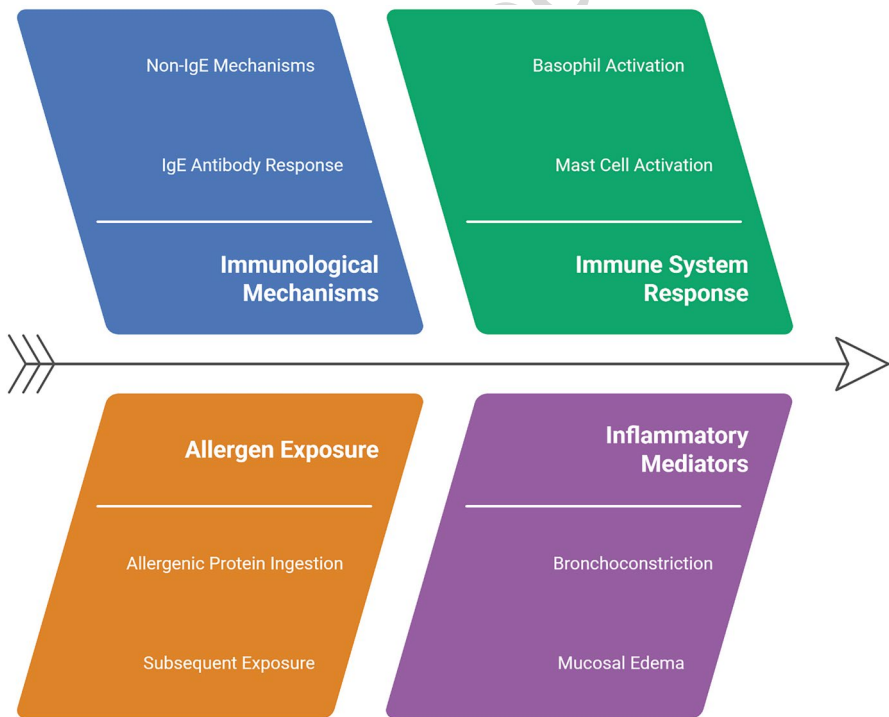 Non-IgE Mechanisms
IgE Antibody Response
Immunological
Mechanisms
Basophil Activation
Mast Cell Activation
Immune System
Response
Allergen Exposure
Allergenic Protein Ingestion
Subsequent Exposure
Inflammatory
Mediators
Bronchoconstriction
Mucosal Edema